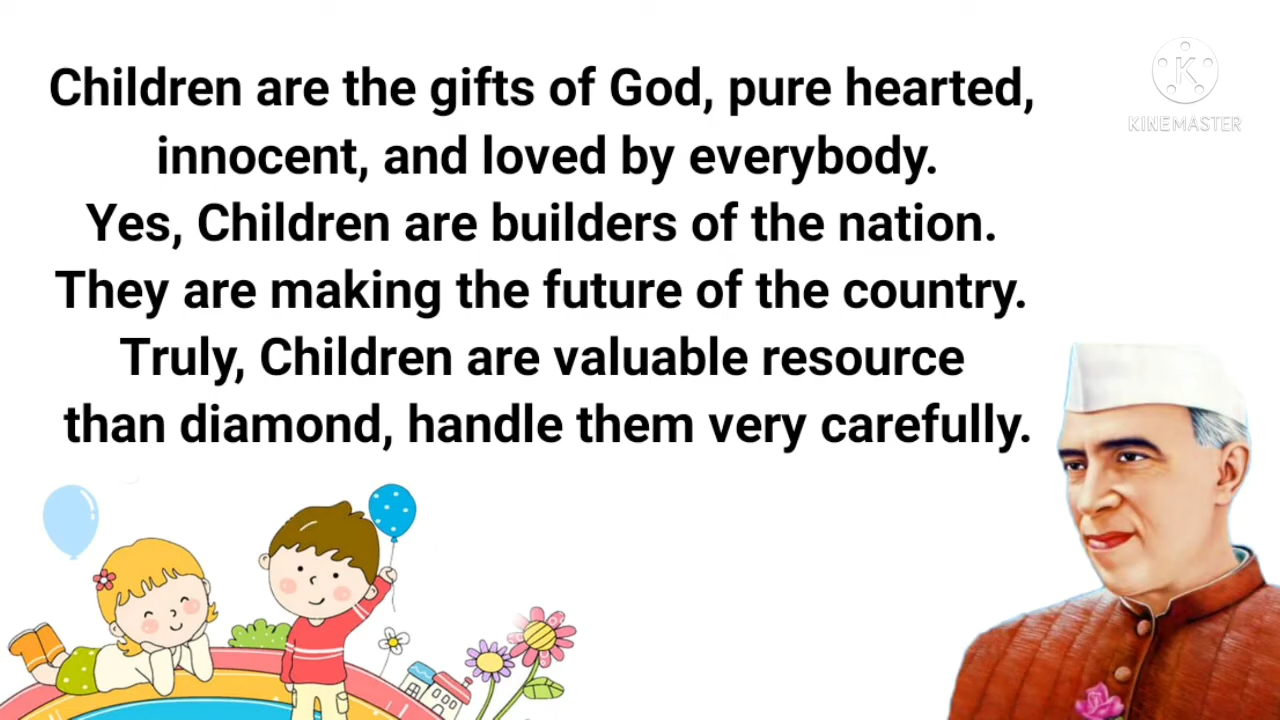 Children are the gifts of God, pure hearted,
innocent, and loved by everybody.
Yes, Children are builders of the nation.
They are making the future of the country.
Truly, Children are valuable resource
than diamond, handle them very carefully.
K
KINEMASTER